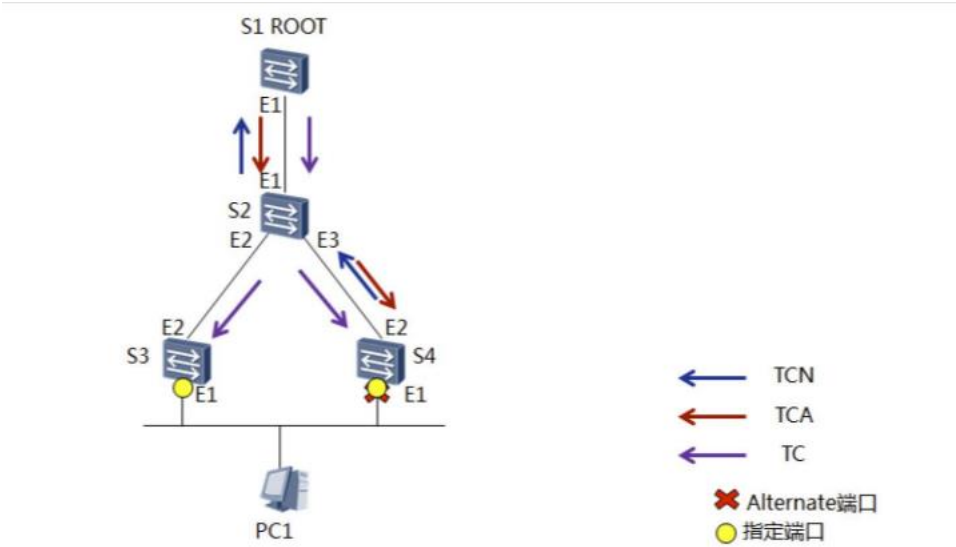 S1 ROOT
E1
E1
S2
E2
E3
E2
E2
S3
S4
E1
E1
PC1
TCN
TCA
TC
Alternate端口
指定端口